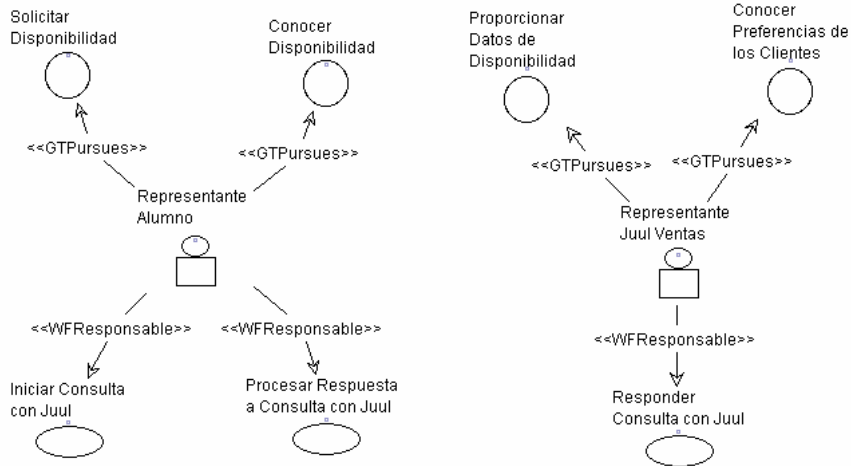 Solicitar
Disponibilidad
Conocer
Disponibilidad
<<GTPursues>>
<<GTPursues>>
Representante
Alumno
<<WFResponsable>>
<<WFResponsable>>
Iniciar Consulta
con Juul
Procesar Respuesta
a Consulta con Juul
Proporcionar
Datos de
Disponibilidad
Conocer
Preferencias de
los Clientes
<<GTPursues>>
<<GTPursues>>
Representante
Juul Ventas
<<WFResponsable>>
Responder
Consulta con Juul